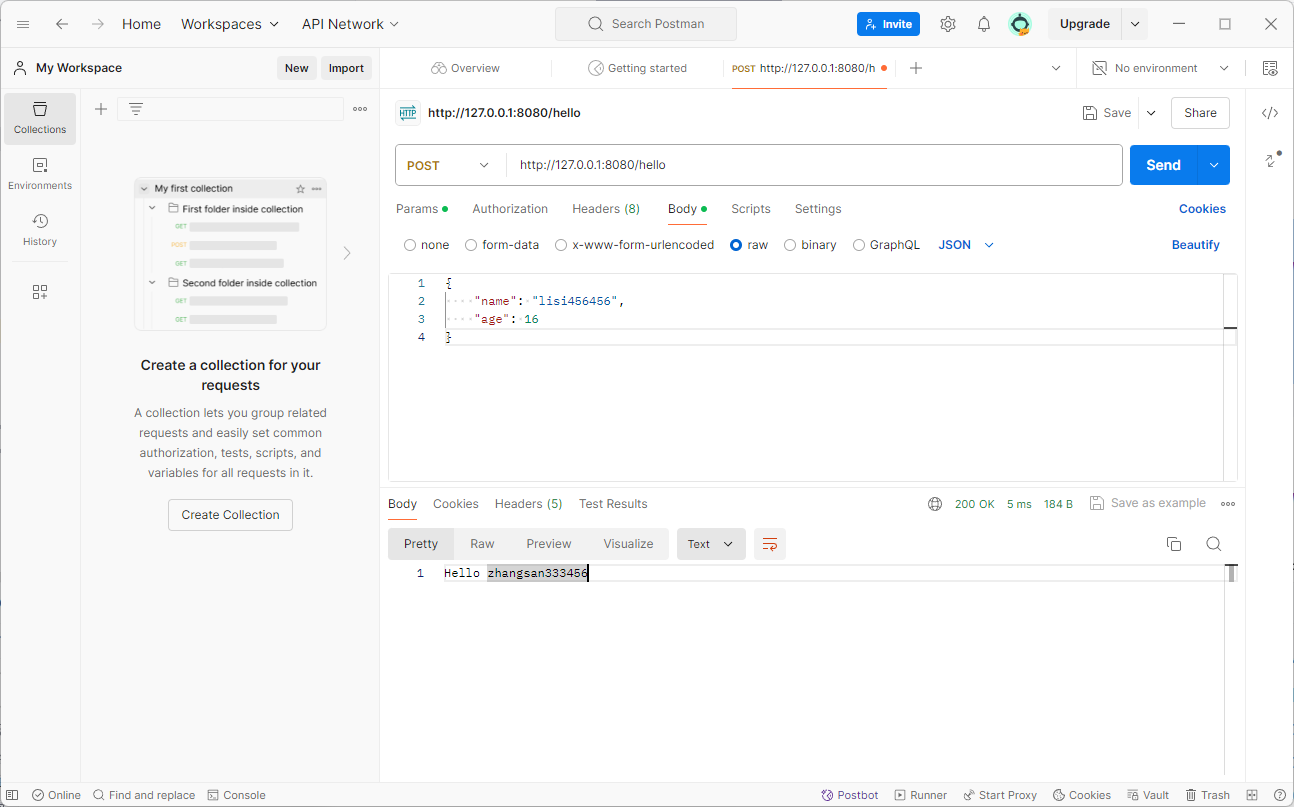 Home Workspaces API Network Search Postman Invite Upgrade
My Workspace New Import Overview Getting started POST http://127.0.0.1:8080/h No environment
Collections
Environments
History
My first collection
First folder inside collection
GET
POST
GET
Second folder inside collection
GET
GET
Create a collection for your
requests
A collection lets you group related
requests and easily set common
authorization, tests, scripts, and
variables for all requests in it.
Create Collection
HTTP http://127.0.0.1:8080/hello Save Share
POST http://127.0.0.1:8080/hello Send
Params Authorization Headers (8) Body Scripts Settings Cookies
none form-data x-www-form-urlencoded raw binary GraphQL JSON Beautify
1 {
2 "name": "lisi456456",
3 "age": 16
4 }
Body Cookies Headers (5) Test Results 200 OK 5 ms 184 B Save as example
Pretty Raw Preview Visualize Text
1 Hello zhangsan333456
Online Find and replace Console Postbot Runner Start Proxy Cookies Vault Trash